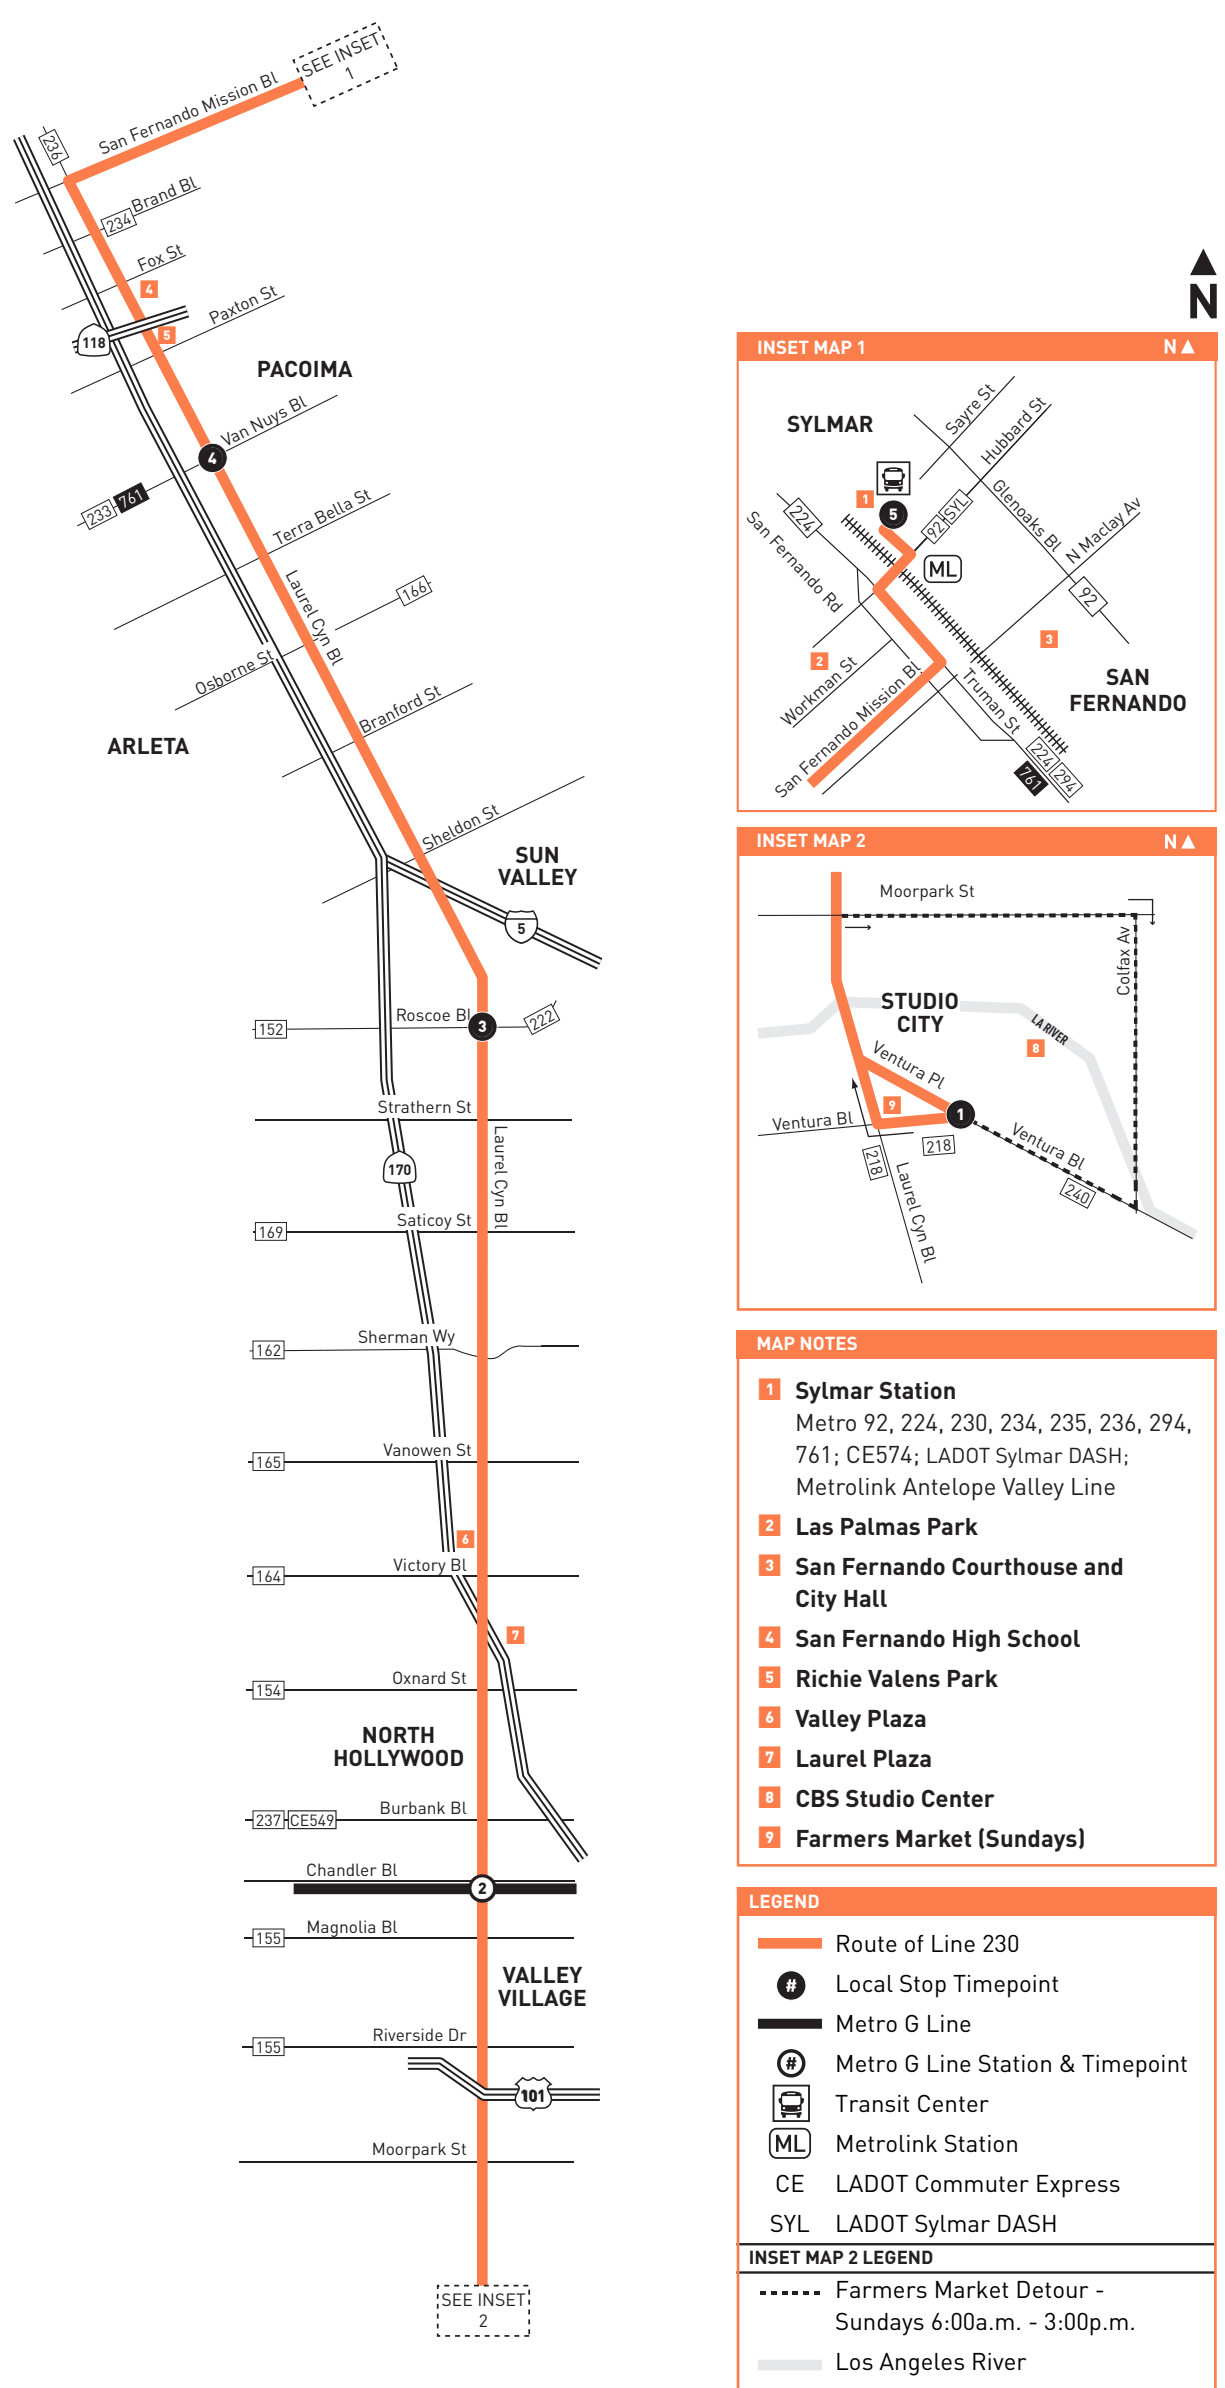 SEE INSET
1
San Fernando Mission Bl
236
Brand Bl
234
Fox St
4
Paxton St
118
5
PACOIMA
Van Nuys Bl
4
233
761
Terra Bella St
Laurel Cyn Bl
166
Osborne St
Branford St
ARLETA
Sheldon St
SUN
VALLEY
5
Roscoe Bl
152
3
222
Strathern St
Laurel Cyn Bl
170
Saticoy St
169
Sherman Wy
162
Vanowen St
165
6
Victory Bl
164
7
Oxnard St
154
NORTH
HOLLYWOOD
Burbank Bl
237 CE549
Chandler Bl
2
Magnolia Bl
155
VALLEY
VILLAGE
Riverside Dr
155
101
Moorpark St
SEE INSET
2
N
INSET MAP 1 N
SYLMAR
Sayre St
Hubbard St
1
5
224
San Fernando Rd
92 SYL
Glenoaks Bl
N Maclay Av
ML
92
2
3
Workman St
San Fernando Mission Bl
Truman St
SAN
FERNANDO
224 294
761
INSET MAP 2 N
Moorpark St
Colfax Av
STUDIO
CITY
LA RIVER
8
Ventura Pl
9
1
Ventura Bl
218
218
Ventura Bl
240
Laurel Cyn Bl
MAP NOTES
1 Sylmar Station
Metro 92, 224, 230, 234, 235, 236, 294,
761; CE574; LADOT Sylmar DASH;
Metrolink Antelope Valley Line
2 Las Palmas Park
3 San Fernando Courthouse and
City Hall
4 San Fernando High School
5 Richie Valens Park
6 Valley Plaza
7 Laurel Plaza
8 CBS Studio Center
9 Farmers Market (Sundays)
LEGEND
Route of Line 230
# Local Stop Timepoint
Metro G Line
# Metro G Line Station & Timepoint
Transit Center
ML Metrolink Station
CE LADOT Commuter Express
SYL LADOT Sylmar DASH
INSET MAP 2 LEGEND
Farmers Market Detour -
Sundays 6:00a.m. - 3:00p.m.
Los Angeles River